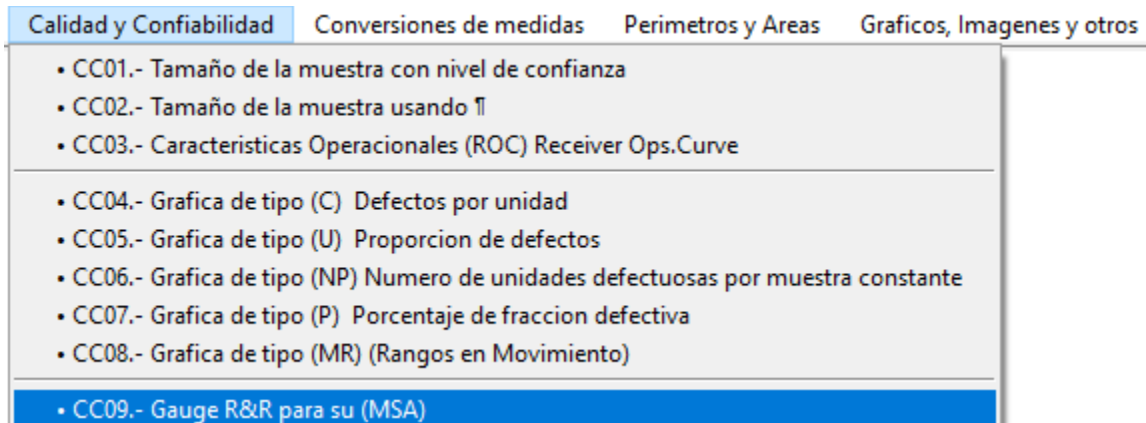 Calidad y Confiabilidad Conversiones de medidas Perimetros y Areas Graficos, Imagenes y otros
• CC01.- Tamaño de la muestra con nivel de confianza
• CC02.- Tamaño de la muestra usando ¶
• CC03.- Caracteristicas Operacionales (ROC) Receiver Ops.Curve
• CC04.- Grafica de tipo (C) Defectos por unidad
• CC05.- Grafica de tipo (U) Proporcion de defectos
• CC06.- Grafica de tipo (NP) Numero de unidades defectuosas por muestra constante
• CC07.- Grafica de tipo (P) Porcentaje de fraccion defectiva
• CC08.- Grafica de tipo (MR) (Rangos en Movimiento)
• CC09.- Gauge R&R para su (MSA)